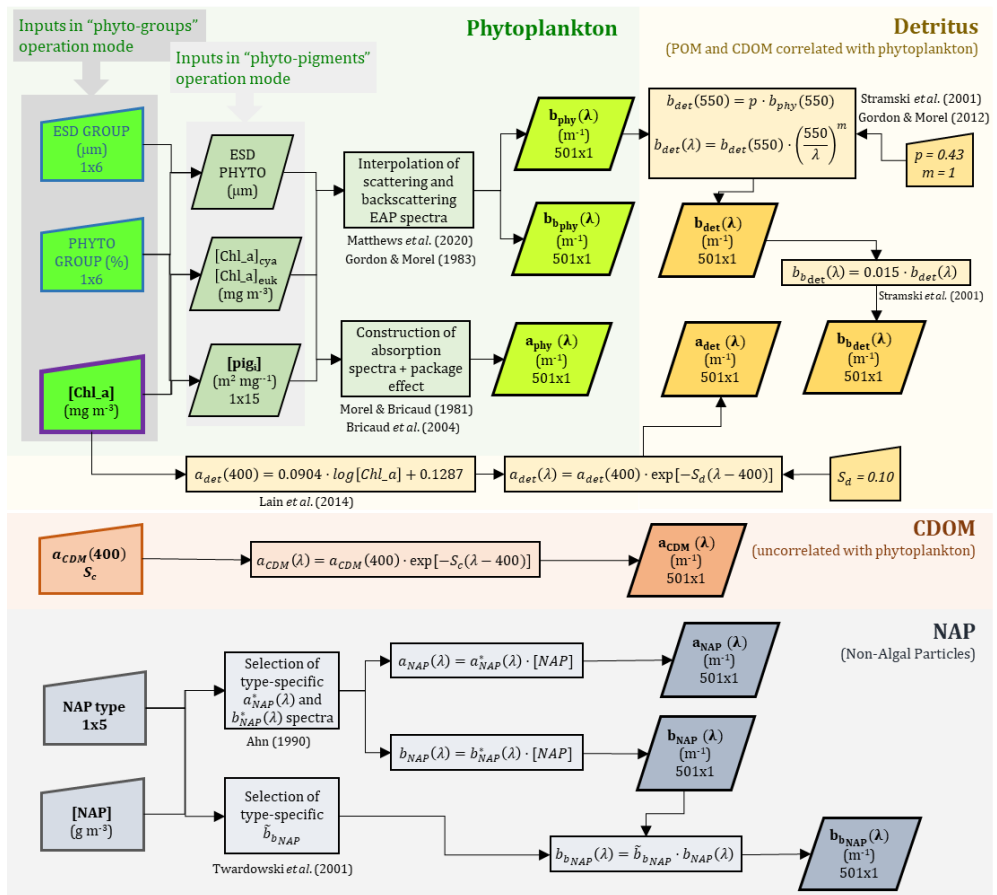 Inputs in “phyto-groups”
operation mode
Phytoplankton
Detritus
(POM and CDOM correlated with phytoplankton)
Inputs in “phyto-pigments”
operation mode
ESD GROUP
(μm)
1x6
PHYTO
GROUP (%)
1x6
[Chl_a]
(mg m⁻³)
ESD
PHYTO
(μm)
[Chl_a]cya
[Chl_a]euk
(mg m⁻³)
[pigᵢ]
(m² mg⁻¹)
1x15
Interpolation of
scattering and
backscattering
EAP spectra
Matthews et al. (2020)
Gordon & Morel (1983)
Construction of
absorption
spectra + package
effect
Morel & Bricaud (1981)
Bricaud et al. (2004)
b_phy(λ)
(m⁻¹)
501x1
b_b_phy(λ)
(m⁻¹)
501x1
a_phy (λ)
(m⁻¹)
501x1
b_det(550) = p · b_phy(550)
b_det(λ) = b_det(550) · (550/λ)^m
Stramski et al. (2001)
Gordon & Morel (2012)
p = 0.43
m = 1
b_det(λ)
(m⁻¹)
501x1
b_b_det(λ) = 0.015 · b_det(λ)
Stramski et al. (2001)
a_det (λ)
(m⁻¹)
501x1
b_b_det(λ)
(m⁻¹)
501x1
a_det(400) = 0.0904 · log[Chl_a] + 0.1287
Lain et al. (2014)
a_det(λ) = a_det(400) · exp[−S_d(λ − 400)]
S_d = 0.10
CDOM
(uncorrelated with phytoplankton)
a_CDM(400)
S_c
a_CDM(λ) = a_CDM(400) · exp[−S_c(λ − 400)]
a_CDM (λ)
(m⁻¹)
501x1
NAP
(Non-Algal Particles)
NAP type
1x5
[NAP]
(g m⁻³)
Selection of
type-specific
a*_NAP(λ) and
b*_NAP(λ) spectra
Ahn (1990)
Selection of
type-specific
b̃_b_NAP
Twardowski et al. (2001)
a_NAP(λ) = a*_NAP(λ) · [NAP]
b_NAP(λ) = b*_NAP(λ) · [NAP]
a_NAP (λ)
(m⁻¹)
501x1
b_NAP (λ)
(m⁻¹)
501x1
b_b_NAP(λ) = b̃_b_NAP · b_NAP(λ)
b_b_NAP(λ)
(m⁻¹)
501x1